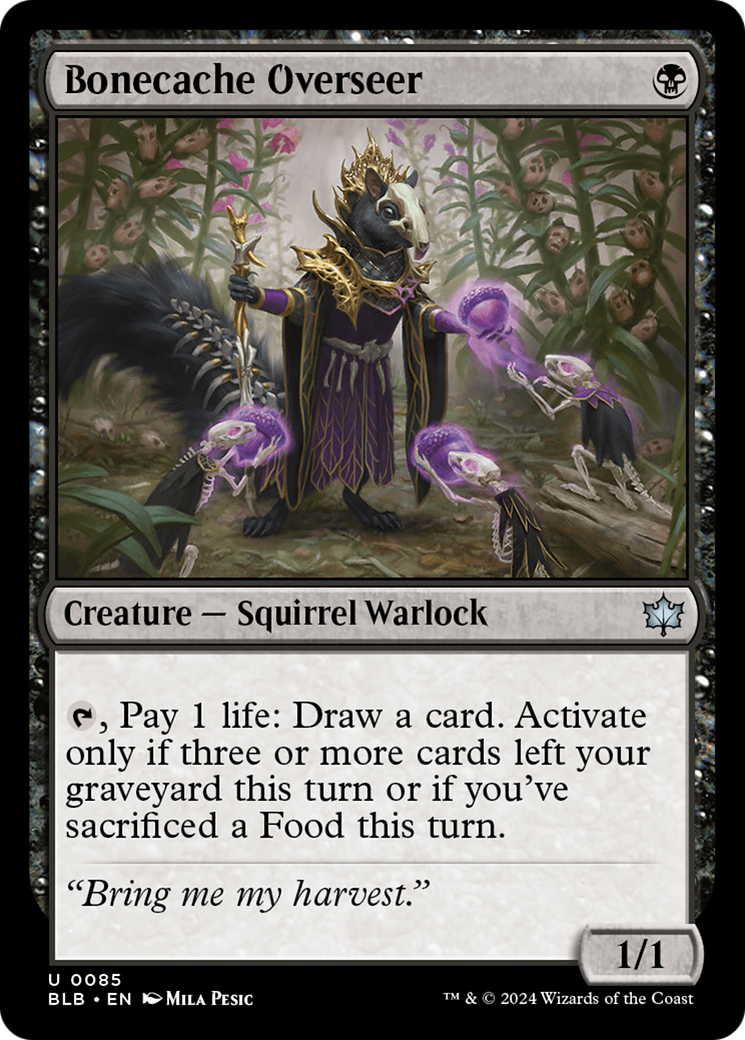 Bonecache Overseer
Creature — Squirrel Warlock
, Pay 1 life: Draw a card. Activate
only if three or more cards left your
graveyard this turn or if you’ve
sacrificed a Food this turn.
“Bring me my harvest.”
1/1
U 0085
BLB • EN Mila Pesic
™ & © 2024 Wizards of the Coast